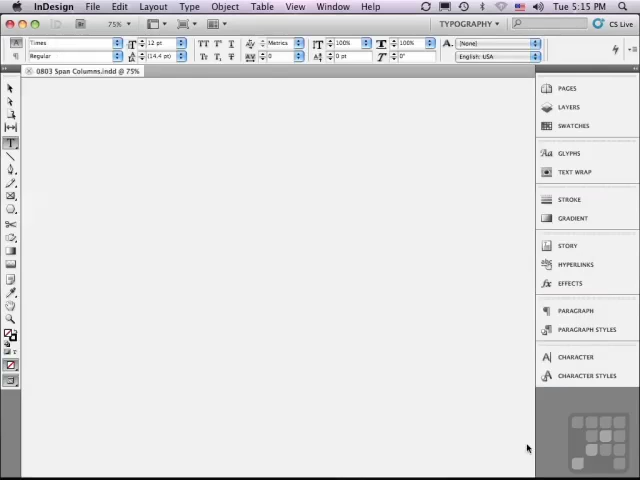 InDesign File Edit Layout Type Object Table View Window Help Tue 5:15 PM
75% TYPOGRAPHY CS Live
Times 12 pt Metrics 100% 100% [None]
Regular (14.4 pt) 0 0 pt 0° English: USA
0803 Span Columns.indd @ 75%
PAGES
LAYERS
SWATCHES
GLYPHS
TEXT WRAP
STROKE
GRADIENT
STORY
HYPERLINKS
EFFECTS
PARAGRAPH
PARAGRAPH STYLES
CHARACTER
CHARACTER STYLES